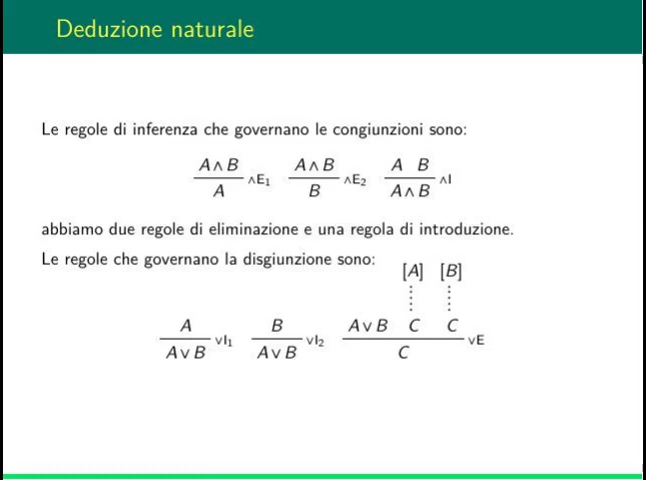 Deduzione naturale
Le regole di inferenza che governano le congiunzioni sono:
A ∧ B A ∧ B A B
∧E₁ ∧E₂ ∧I
A B A ∧ B
abbiamo due regole di eliminazione e una regola di introduzione.
Le regole che governano la disgiunzione sono:
[A] [B]
A B A ∨ B C C
∨I₁ ∨I₂ ∨E
A ∨ B A ∨ B C